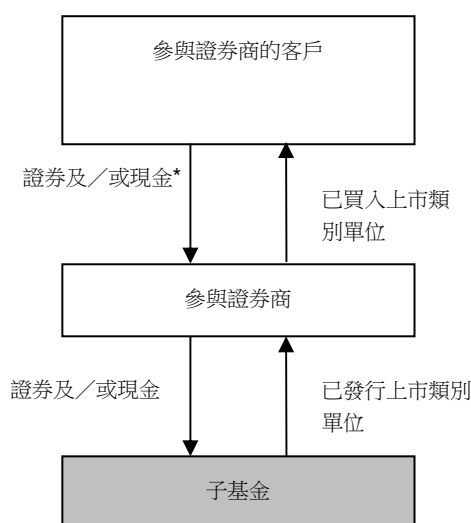 參與證券商的客戶
證券及／或現金*
已買入上市類
別單位
參與證券商
證券及／或現金
已發行上市類別
單位
子基金